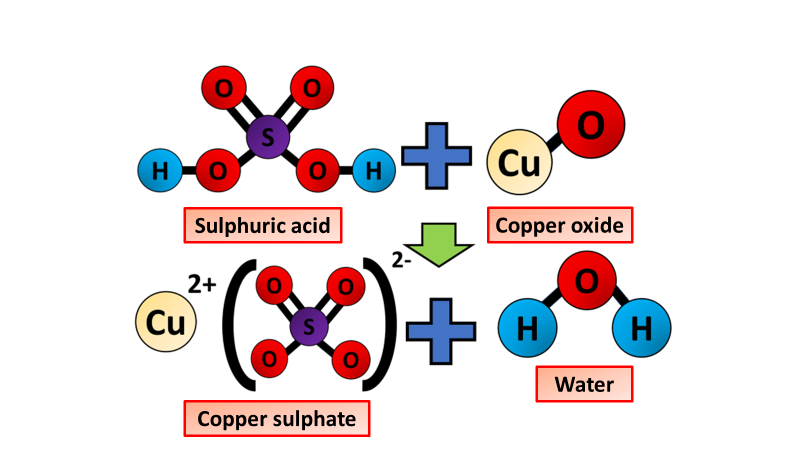 O O
S
H O O H
Cu O
Sulphuric acid
Copper oxide
Cu 2+
O O
S
O O
2-
O
H H
Copper sulphate
Water